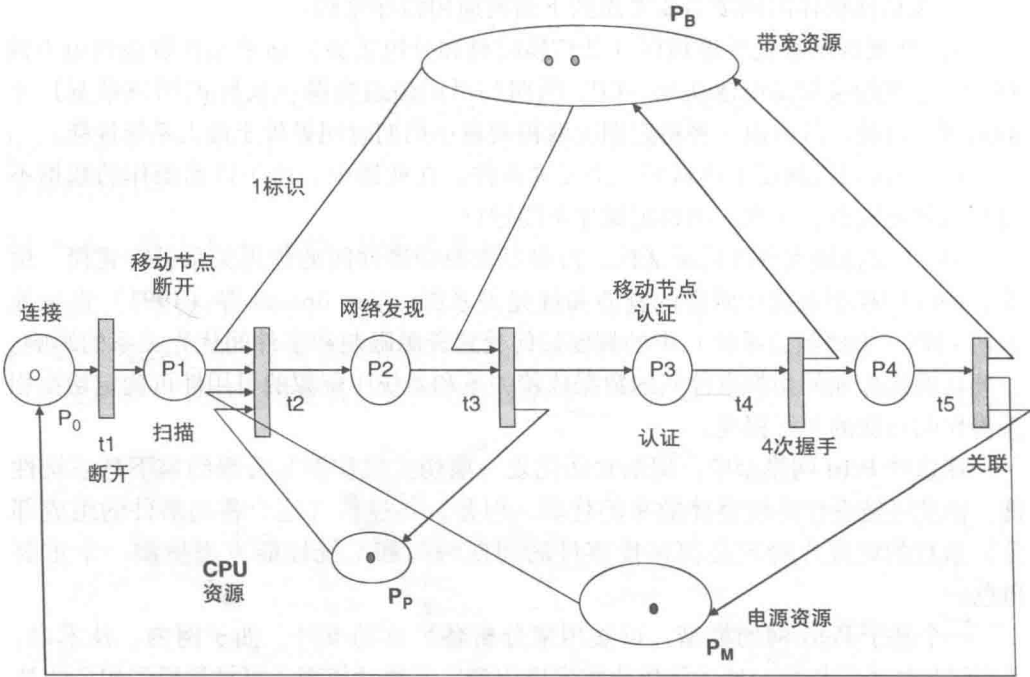 P_B
带宽资源
1标识
移动节点
断开
连接
网络发现
移动节点
认证
P1
P2
P3
P4
P_0
t1
t2
t3
t4
t5
扫描
认证
4次握手
关联
断开
CPU
资源
P_P
P_M
电源资源